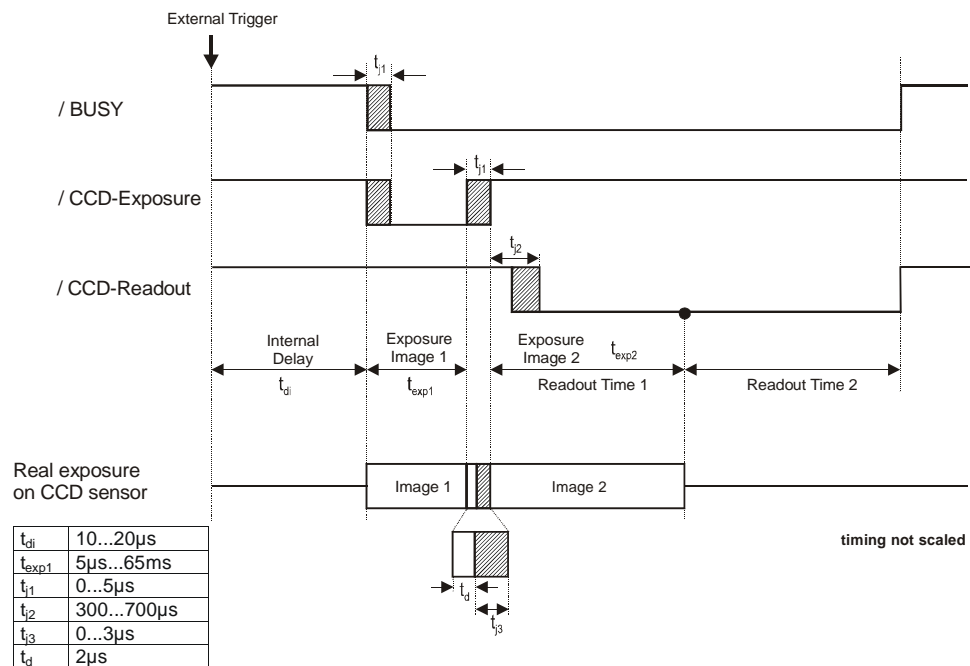 External Trigger
t_j1
/ BUSY
t_j1
/ CCD-Exposure
t_j2
/ CCD-Readout
Internal
Delay
t_di
Exposure
Image 1
t_exp1
Exposure
Image 2
t_exp2
Readout Time 1
Readout Time 2
Real exposure
on CCD sensor
Image 1
Image 2
timing not scaled
t_d
t_j3
t_di 10...20µs
t_exp1 5µs...65ms
t_j1 0...5µs
t_j2 300...700µs
t_j3 0...3µs
t_d 2µs